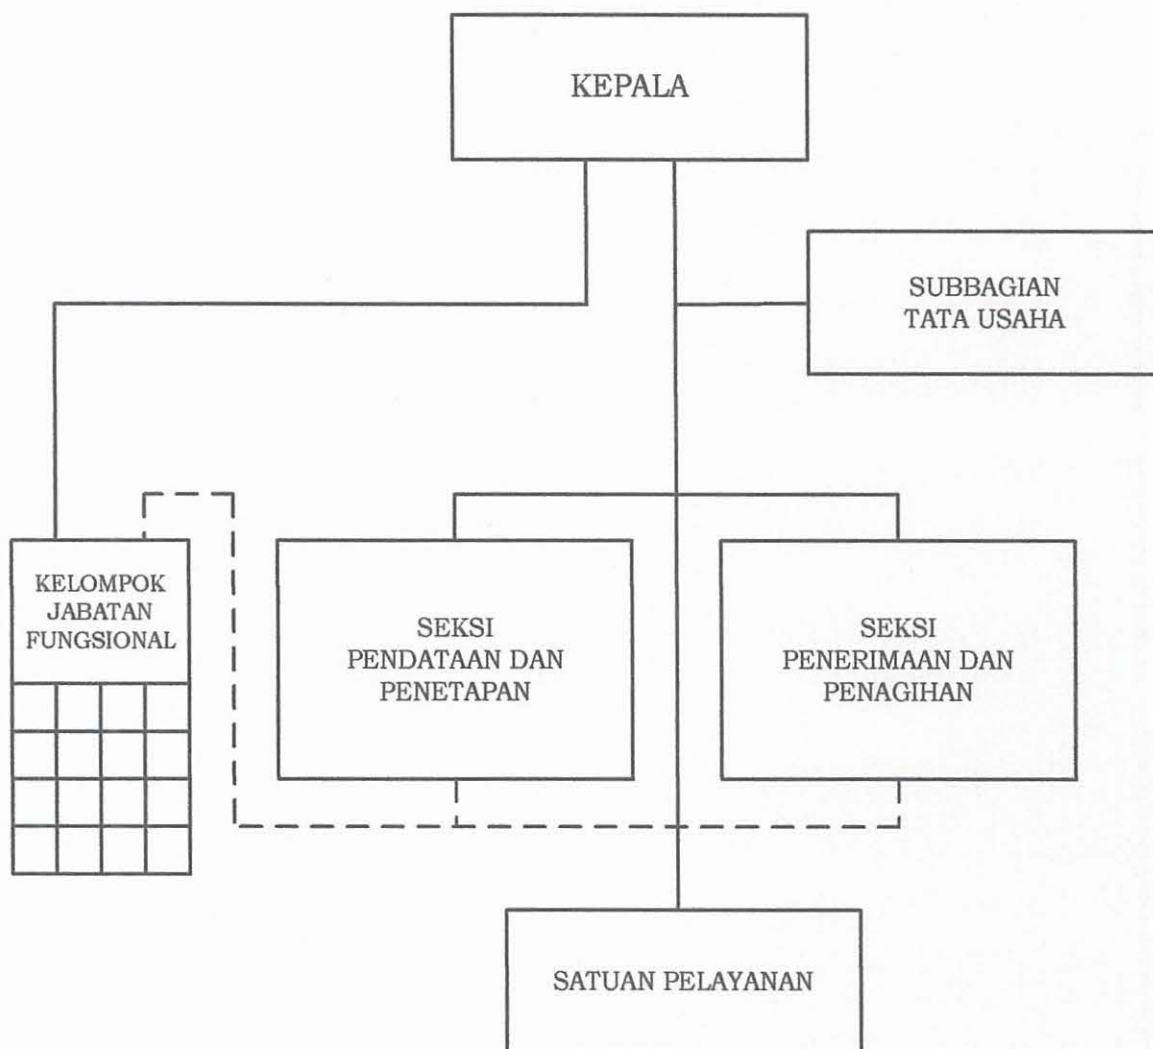 KEPALA
SUBBAGIAN
TATA USAHA
KELOMPOK
JABATAN
FUNGSIONAL
SEKSI
PENDATAAN DAN
PENETAPAN
SEKSI
PENERIMAAN DAN
PENAGIHAN
SATUAN PELAYANAN